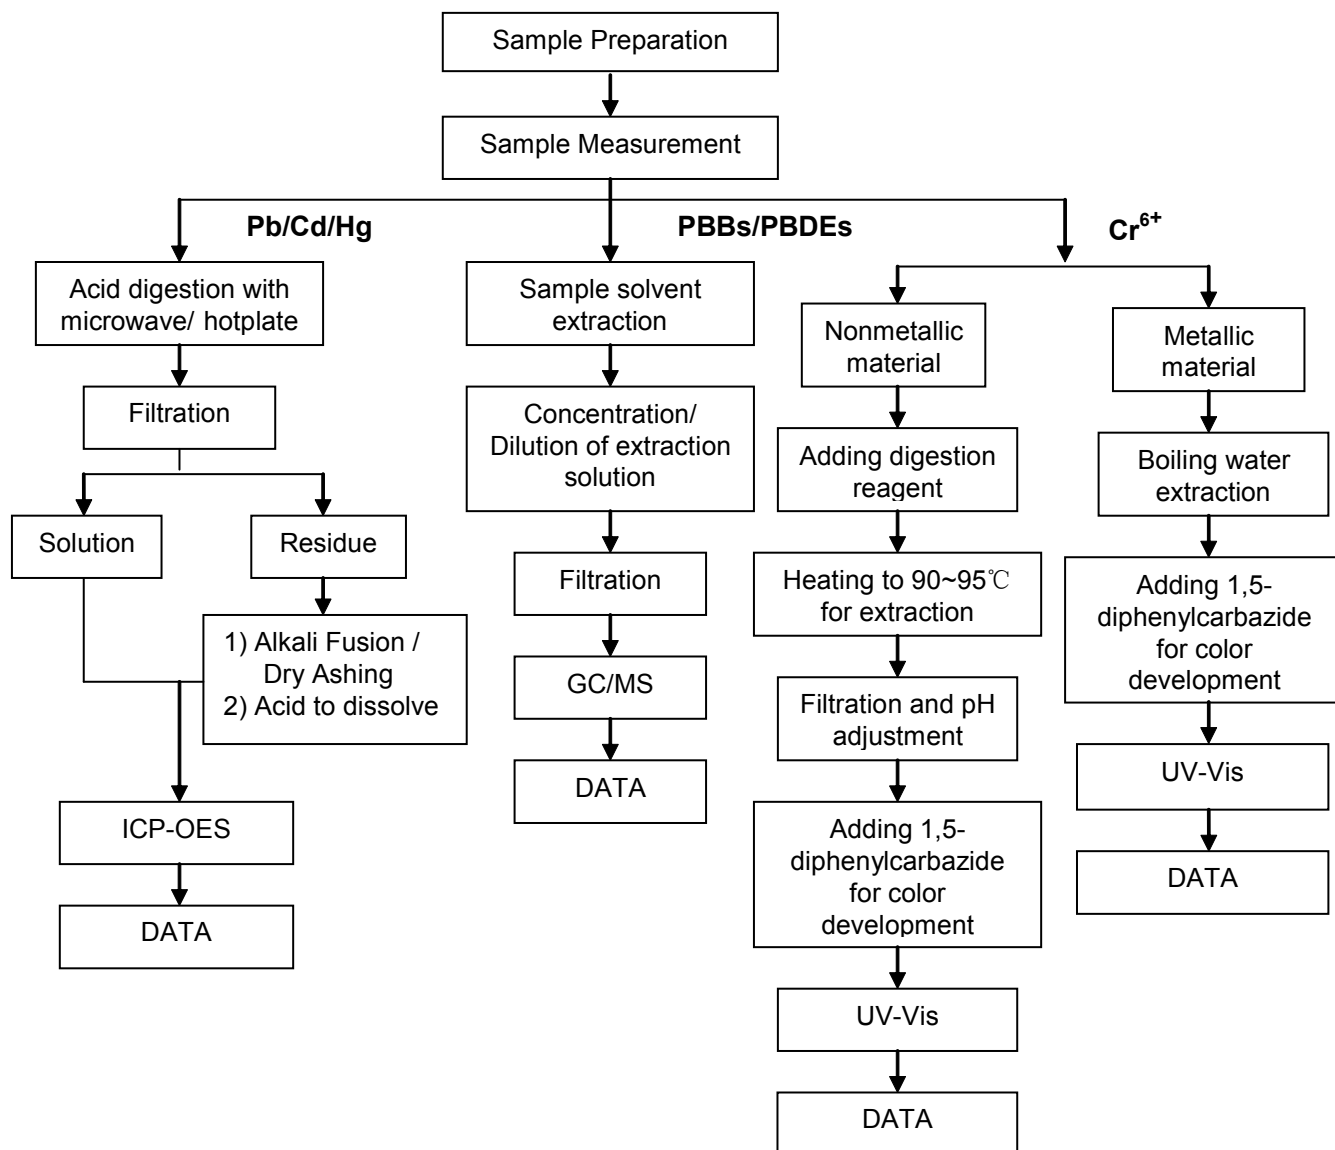 Sample Preparation
Sample Measurement
Pb/Cd/Hg
PBBs/PBDEs
Cr⁶⁺
Acid digestion with
microwave/ hotplate
Filtration
Solution
Residue
1) Alkali Fusion /
Dry Ashing
2) Acid to dissolve
ICP-OES
DATA
Sample solvent
extraction
Concentration/
Dilution of extraction
solution
Filtration
GC/MS
DATA
Nonmetallic
material
Adding digestion
reagent
Heating to 90~95℃
for extraction
Filtration and pH
adjustment
Adding 1,5-
diphenylcarbazide
for color
development
UV-Vis
DATA
Metallic
material
Boiling water
extraction
Adding 1,5-
diphenylcarbazide
for color
development
UV-Vis
DATA